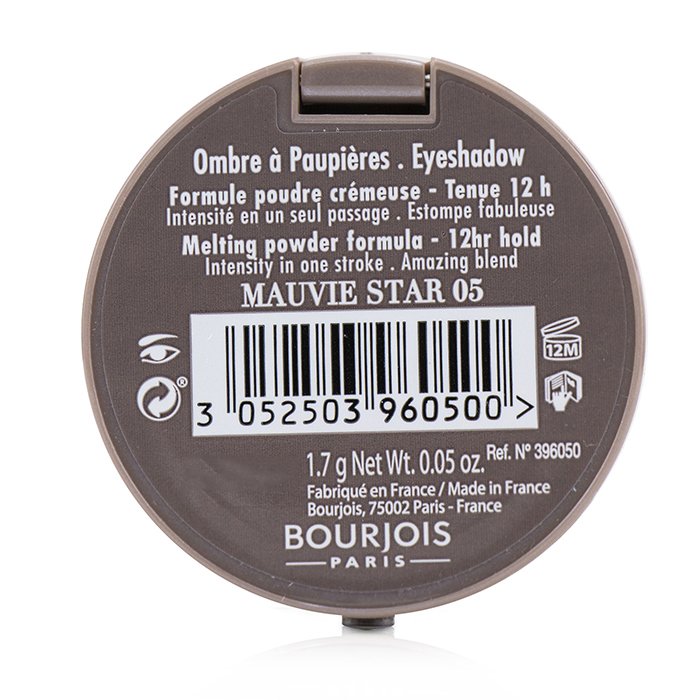 Ombre à Paupières . Eyeshadow
Formule poudre crémeuse - Tenue 12 h
Intensité en un seul passage . Estompe fabuleuse
Melting powder formula - 12hr hold
Intensity in one stroke . Amazing blend
MAUVIE STAR 05
12M
®
3 052503 960500 >
Ref. N° 396050
1.7 g Net Wt. 0.05 oz.
Fabriqué en France / Made in France
Bourjois, 75002 Paris - France
BOURJOIS
PARIS